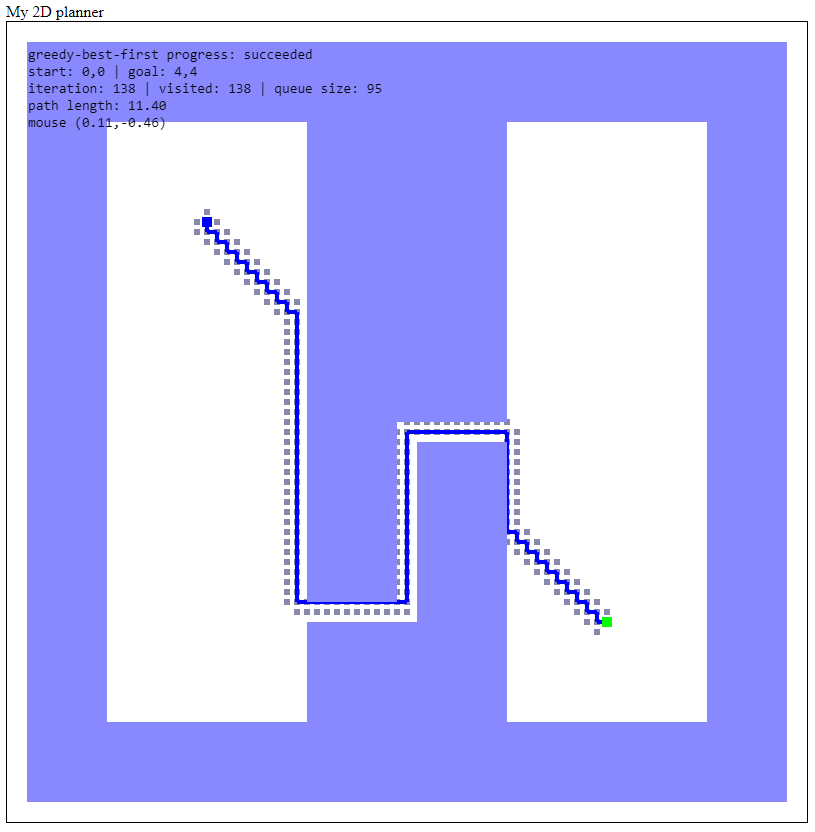 My 2D planner
greedy-best-first progress: succeeded
start: 0,0 | goal: 4,4
iteration: 138 | visited: 138 | queue size: 95
path length: 11.40
mouse (0.11,-0.46)